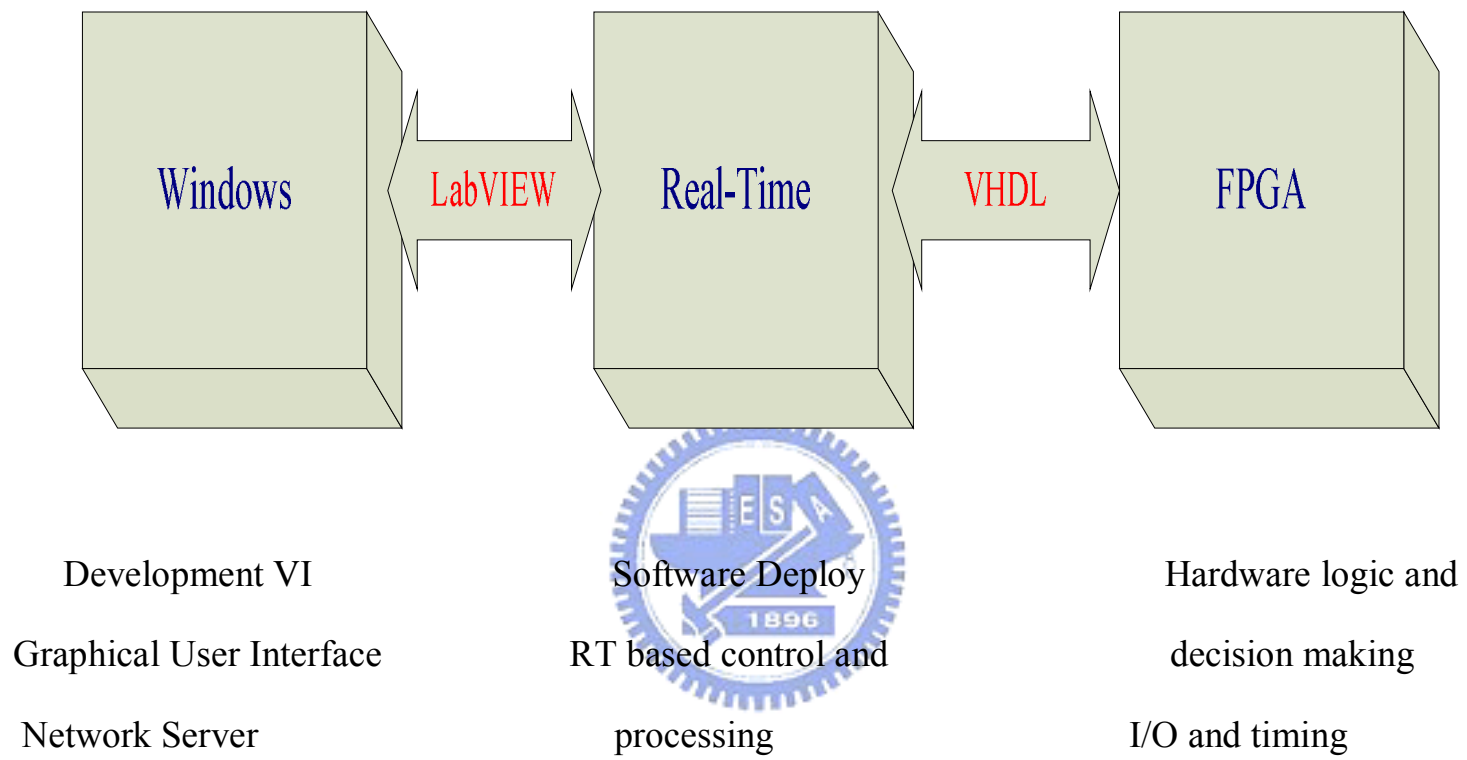 Windows
LabVIEW
Real-Time
VHDL
FPGA
E S A
1896
Development VI
Graphical User Interface
Network Server
Software Deploy
RT based control and
processing
Hardware logic and
decision making
I/O and timing